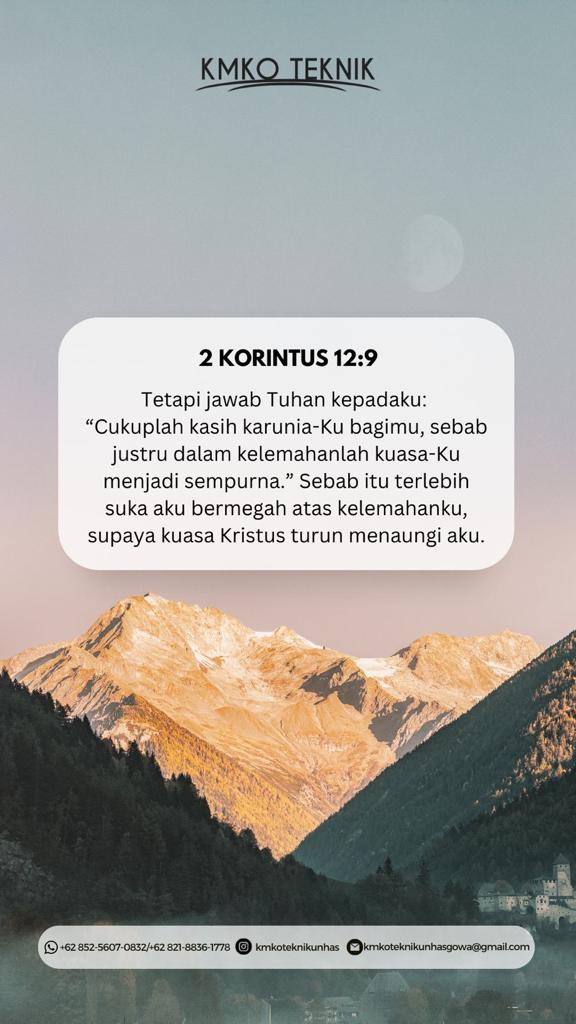 KMKO TEKNIK
2 KORINTUS 12:9
Tetapi jawab Tuhan kepadaku:
“Cukuplah kasih karunia-Ku bagimu, sebab
justru dalam kelemahanlah kuasa-Ku
menjadi sempurna.” Sebab itu terlebih
suka aku bermegah atas kelemahanku,
supaya kuasa Kristus turun menaungi aku.
+62 852-5607-0832/+62 821-8836-1778 kmkoteknikunhas kmkoteknikunhasgowa@gmail.com